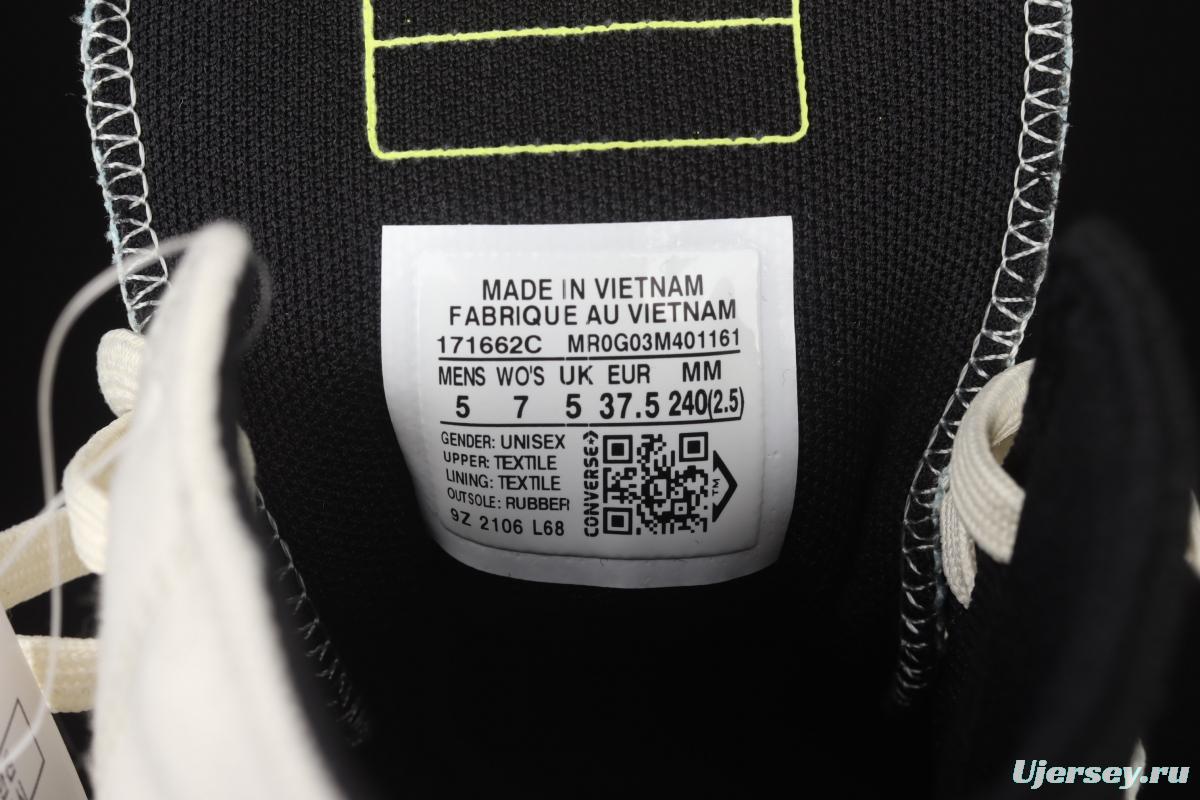 MADE IN VIETNAM
FABRIQUE AU VIETNAM
171662C MR0G03M401161
MENS WO'S UK EUR MM
5 7 5 37.5 240(2.5)
GENDER: UNISEX
UPPER: TEXTILE
LINING: TEXTILE
OUTSOLE: RUBBER
9Z 2106 L68
CONVERSE
TM
Ujersey.ru